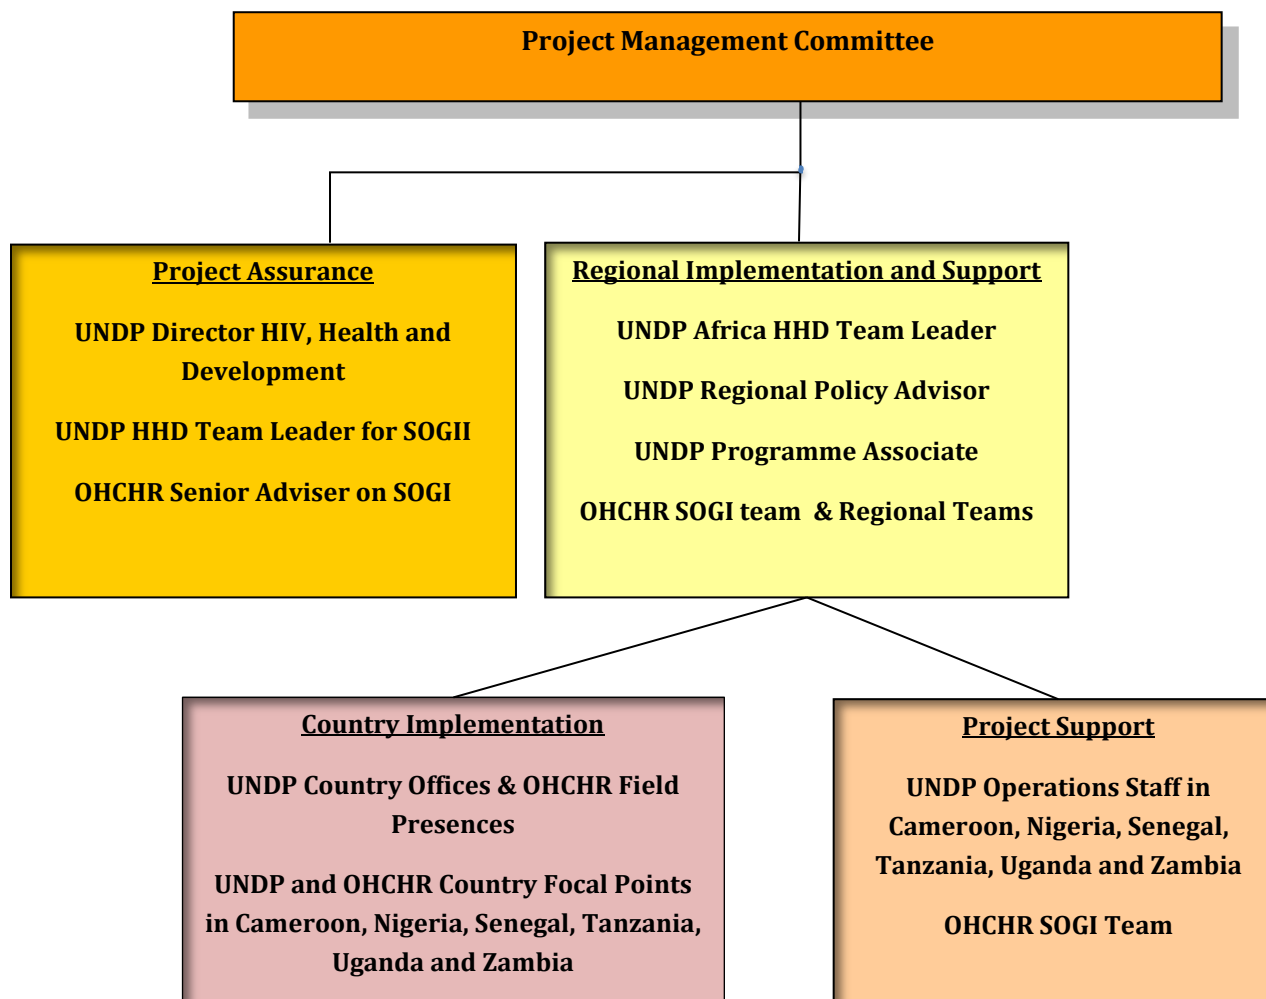 Project Management Committee
Project Assurance
UNDP Director HIV, Health and
Development
UNDP HHD Team Leader for SOGII
OHCHR Senior Adviser on SOGI
Regional Implementation and Support
UNDP Africa HHD Team Leader
UNDP Regional Policy Advisor
UNDP Programme Associate
OHCHR SOGI team & Regional Teams
Country Implementation
UNDP Country Offices & OHCHR Field
Presences
UNDP and OHCHR Country Focal Points
in Cameroon, Nigeria, Senegal, Tanzania,
Uganda and Zambia
Project Support
UNDP Operations Staff in
Cameroon, Nigeria, Senegal,
Tanzania, Uganda and Zambia
OHCHR SOGI Team